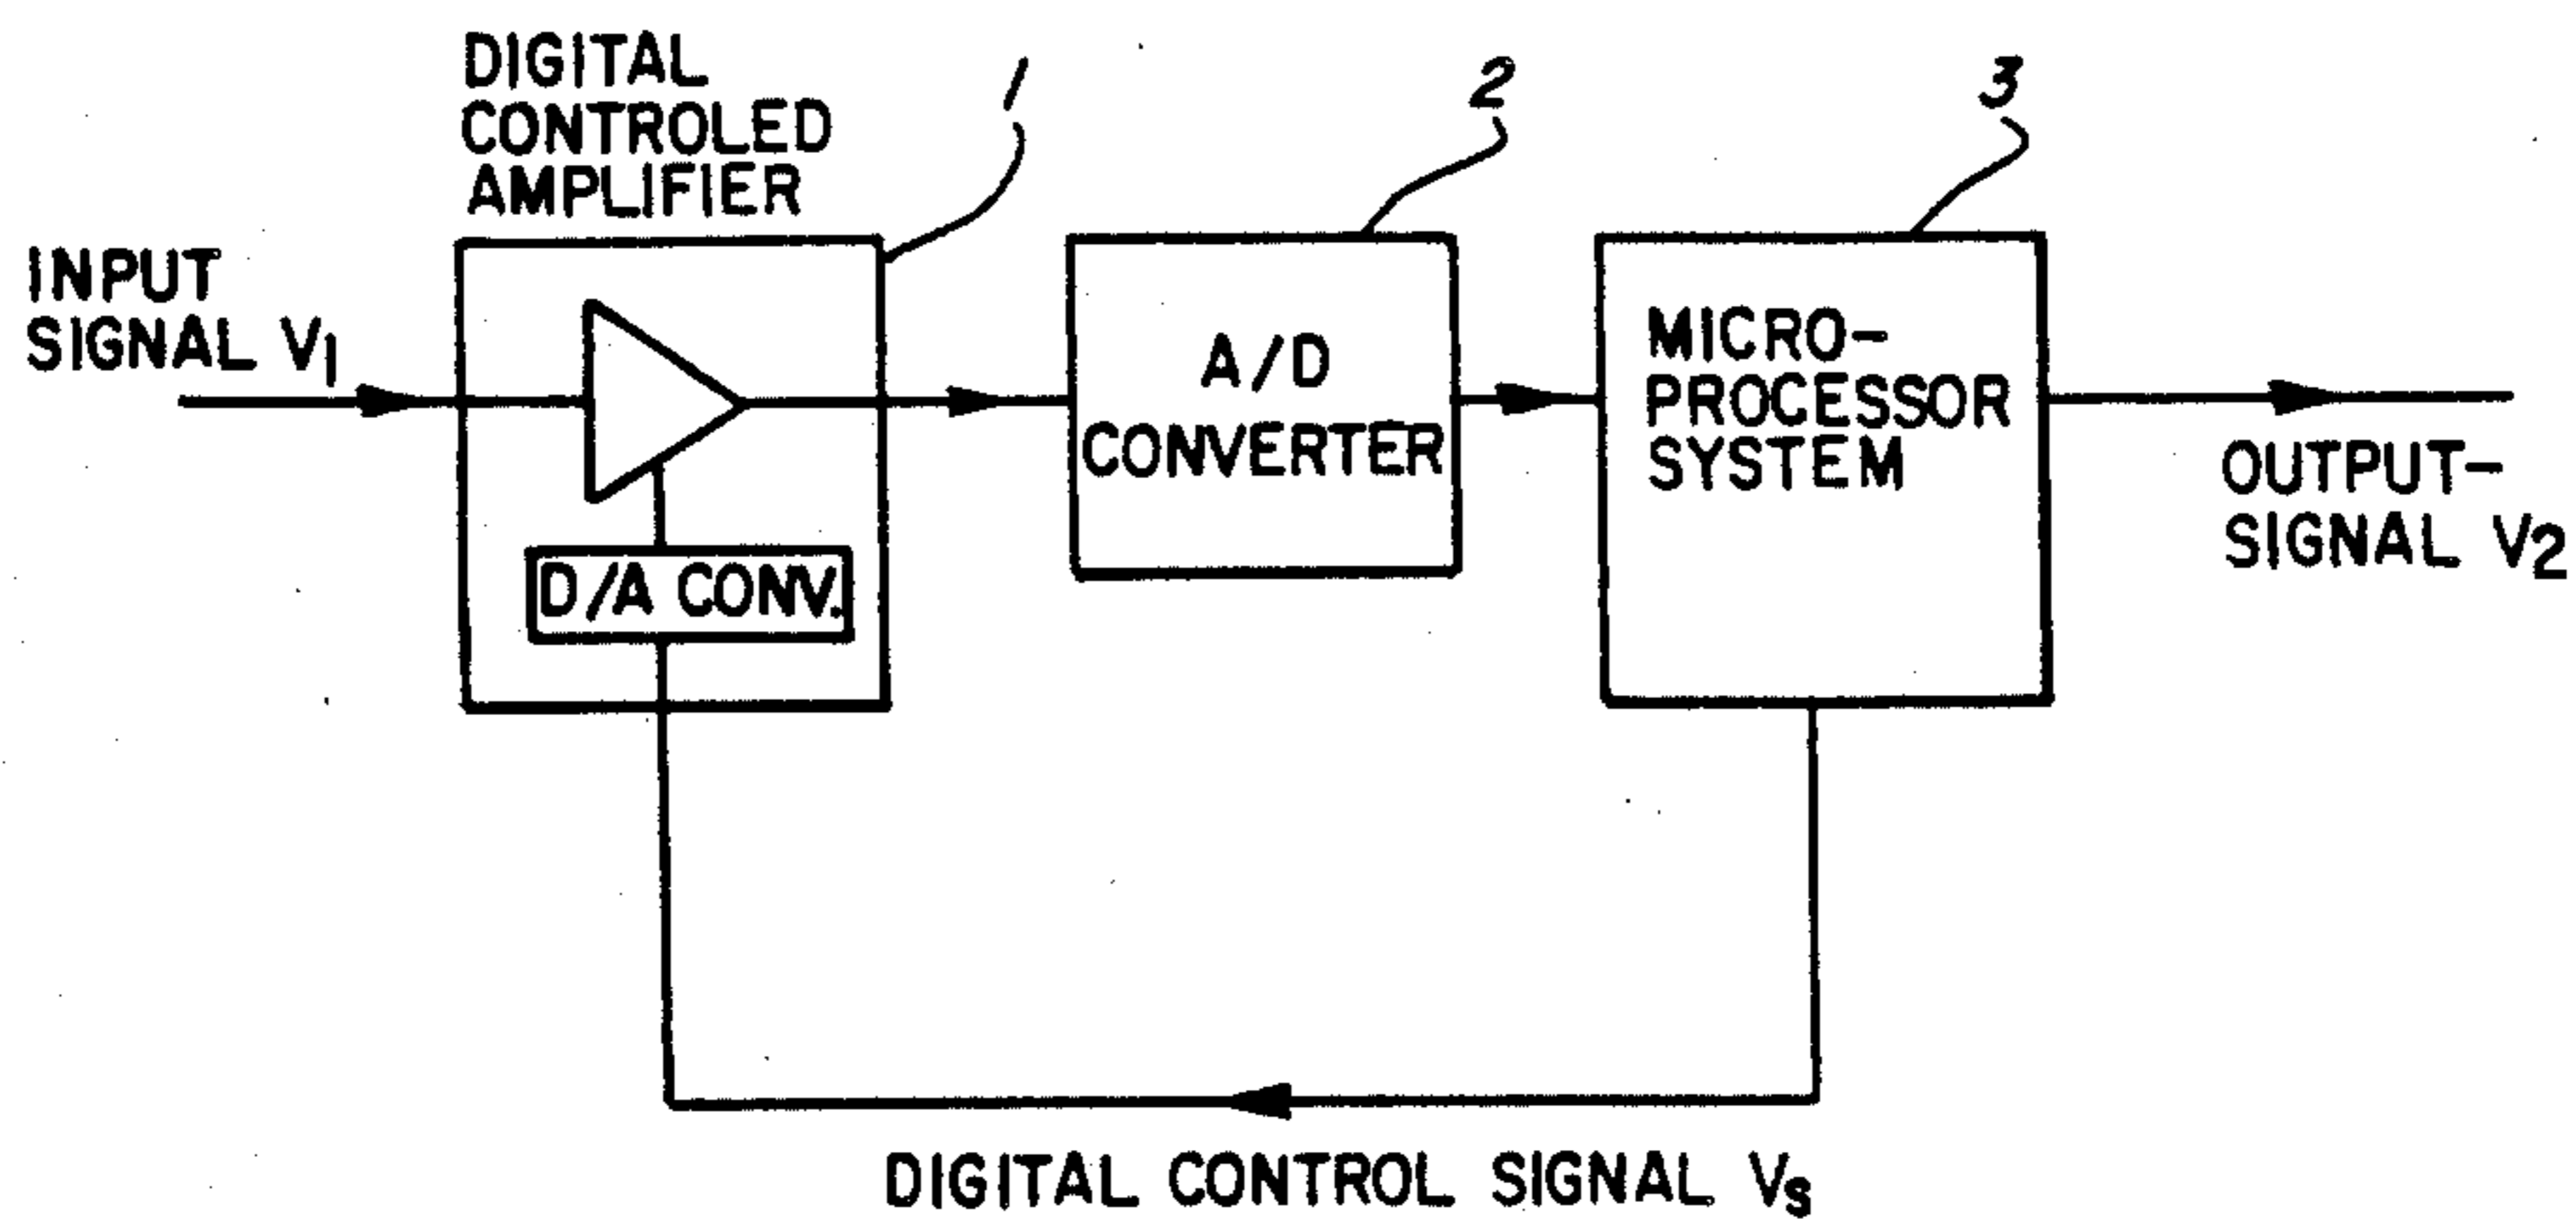 DIGITAL
CONTROLED
AMPLIFIER
1
2
3
INPUT
SIGNAL V1
A/D
CONVERTER
MICRO-
PROCESSOR
SYSTEM
OUTPUT-
SIGNAL V2
D/A CONV.
DIGITAL CONTROL SIGNAL Vs